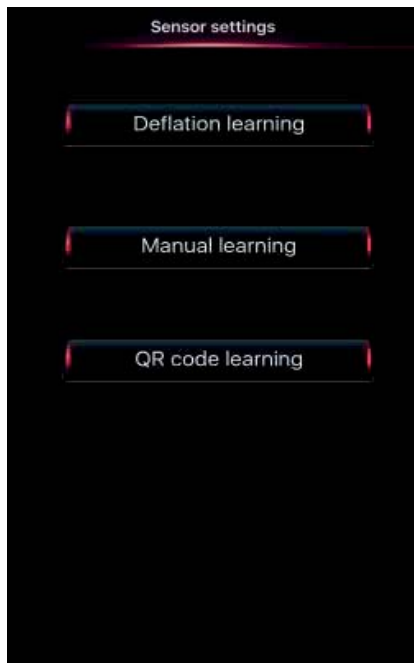 Sensor settings
Deflation learning
Manual learning
QR code learning